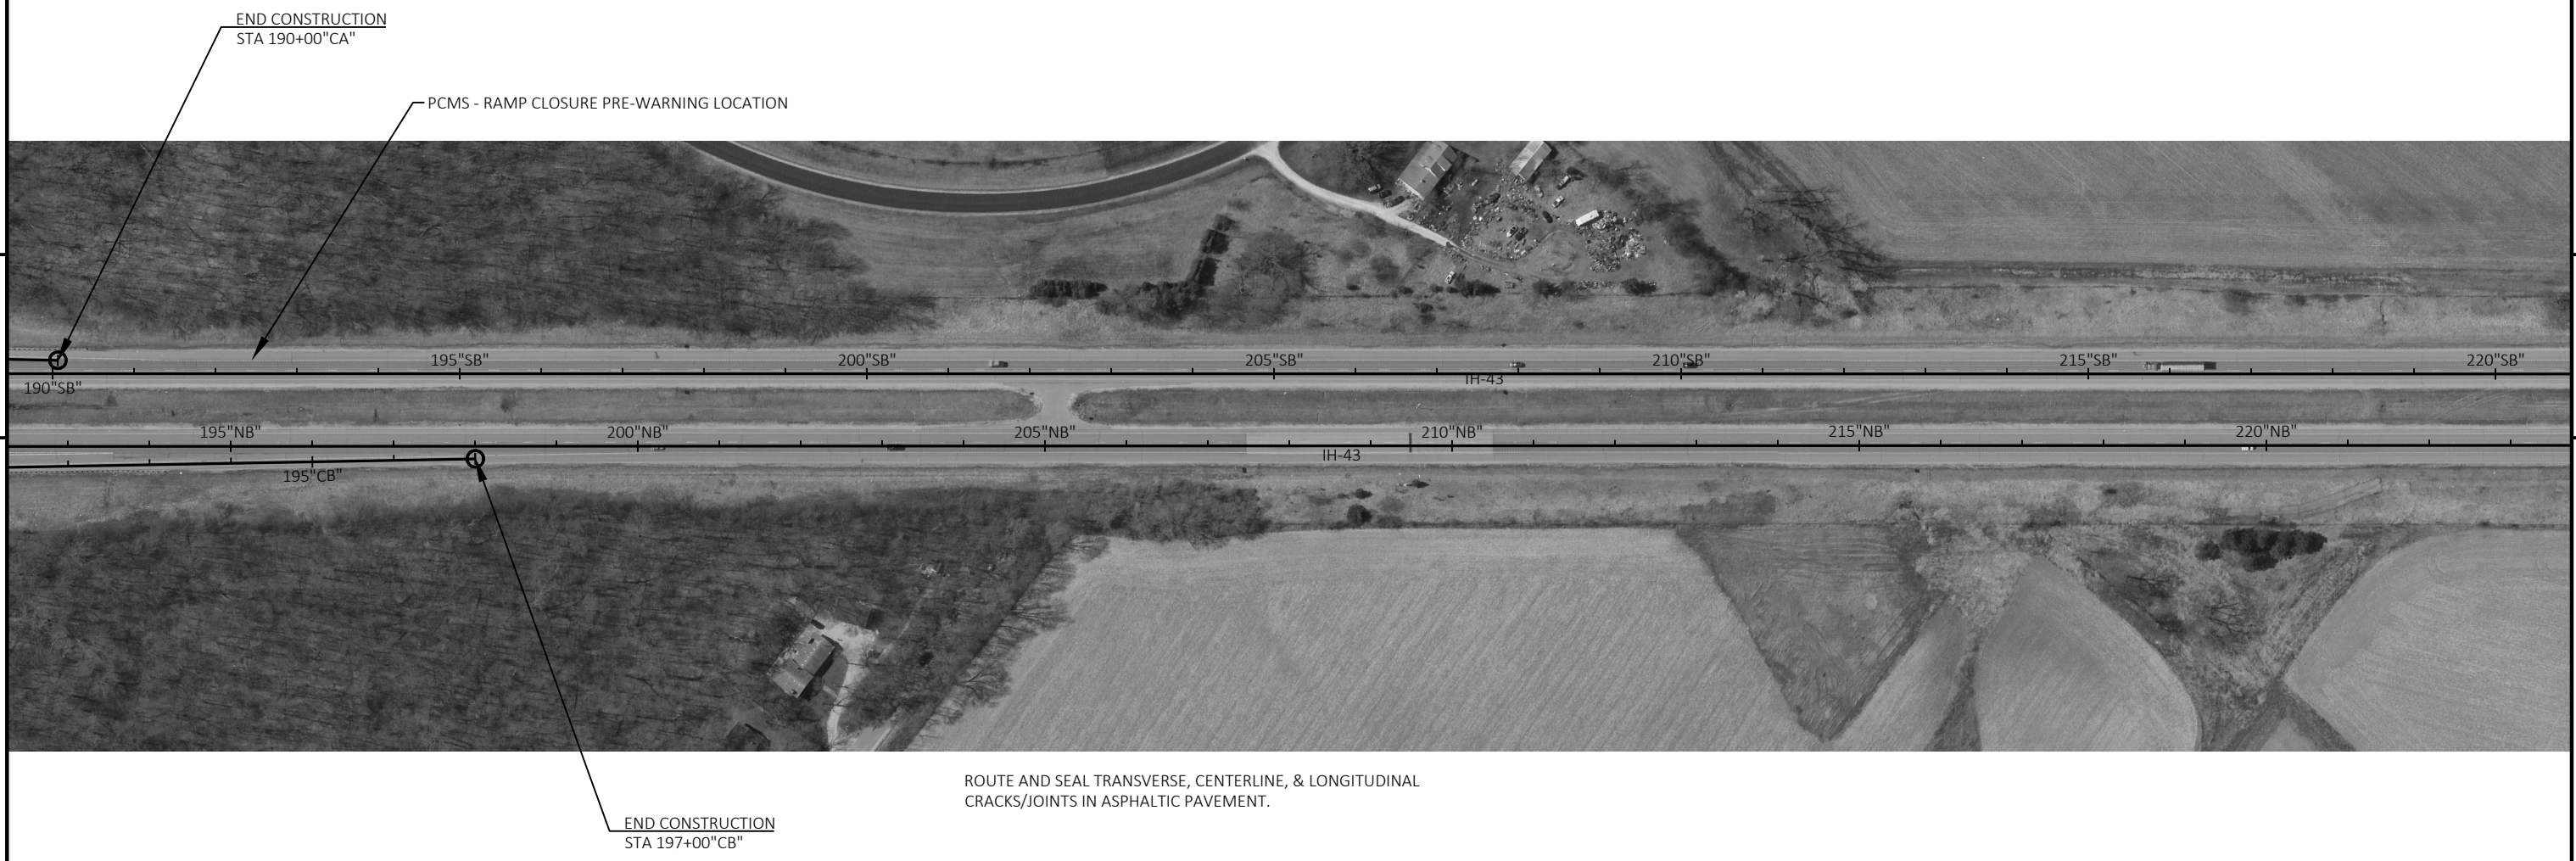 END CONSTRUCTION
STA 190+00"CA"
PCMS - RAMP CLOSURE PRE-WARNING LOCATION
195"SB"
200"SB"
205"SB"
210"SB"
215"SB"
220"SB"
190"SB"
IH-43
195"NB"
200"NB"
205"NB"
210"NB"
215"NB"
220"NB"
IH-43
195"CB"
ROUTE AND SEAL TRANSVERSE, CENTERLINE, & LONGITUDINAL
CRACKS/JOINTS IN ASPHALTIC PAVEMENT.
END CONSTRUCTION
STA 197+00"CB"